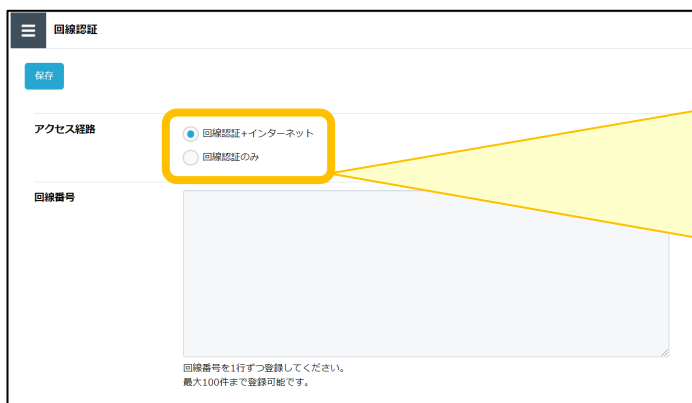 回線認証
保存
アクセス経路
回線認証+インターネット
回線認証のみ
回線番号
回線番号を1行ずつ登録してください。
最大100件まで登録可能です。